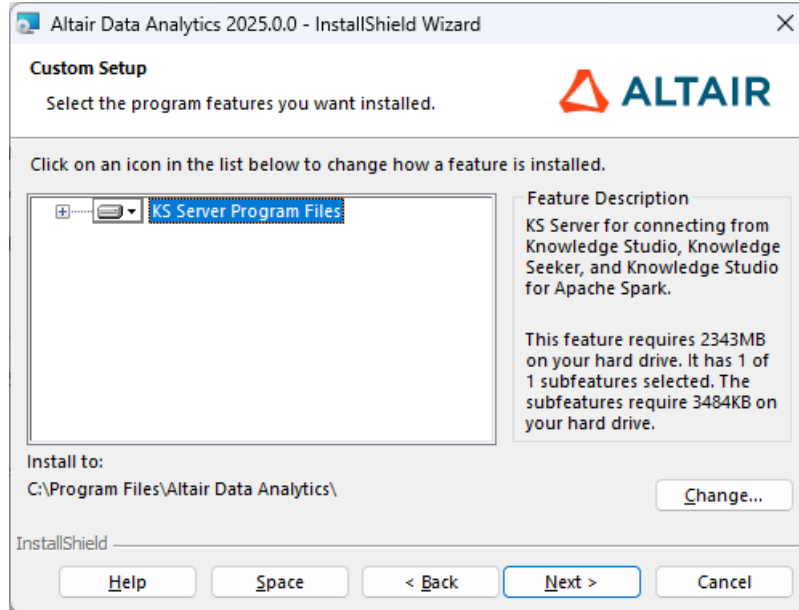 Altair Data Analytics 2025.0.0 - InstallShield Wizard
Custom Setup
Select the program features you want installed.
ALTAIR
Click on an icon in the list below to change how a feature is installed.
KS Server Program Files
Feature Description
KS Server for connecting from
Knowledge Studio, Knowledge
Seeker, and Knowledge Studio
for Apache Spark.
This feature requires 2343MB
on your hard drive. It has 1 of
1 subfeatures selected. The
subfeatures require 3484KB on
your hard drive.
Install to:
C:\Program Files\Altair Data Analytics\
Change...
InstallShield
Help
Space
< Back
Next >
Cancel